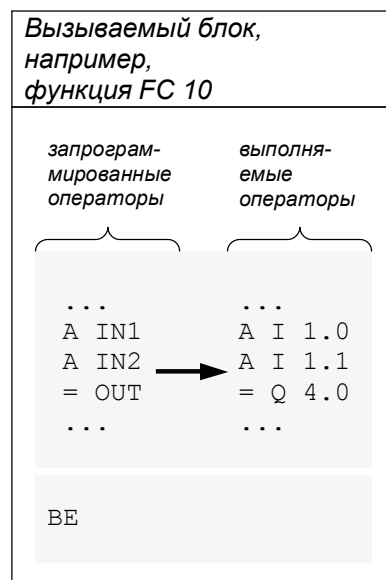 Вызываемый блок,
например,
функция FC 10
запрограм-
мированные
операторы
выполня-
емые
операторы
...
A IN1
A IN2
= OUT
...
...
A I 1.0
A I 1.1
= Q 4.0
...
BE